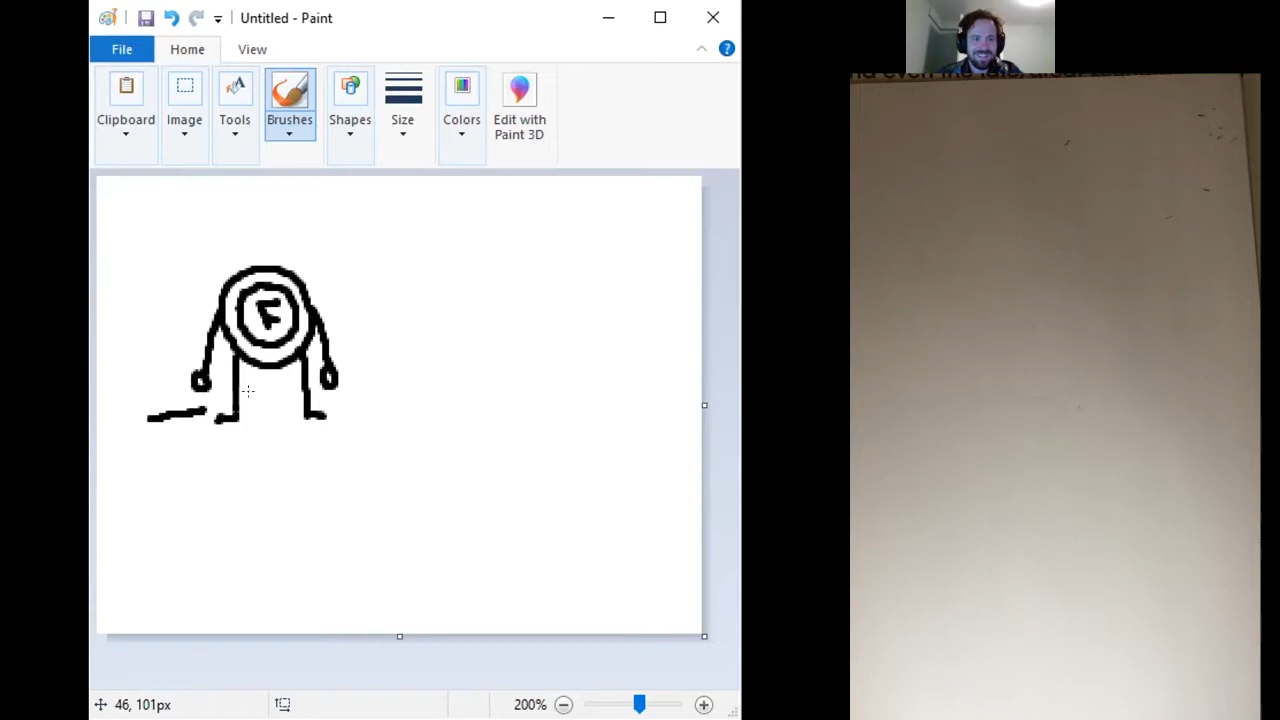 Untitled - Paint
File Home View
Clipboard Image Tools Brushes Shapes Size Colors Edit with
Paint 3D
F
46, 101px
200%